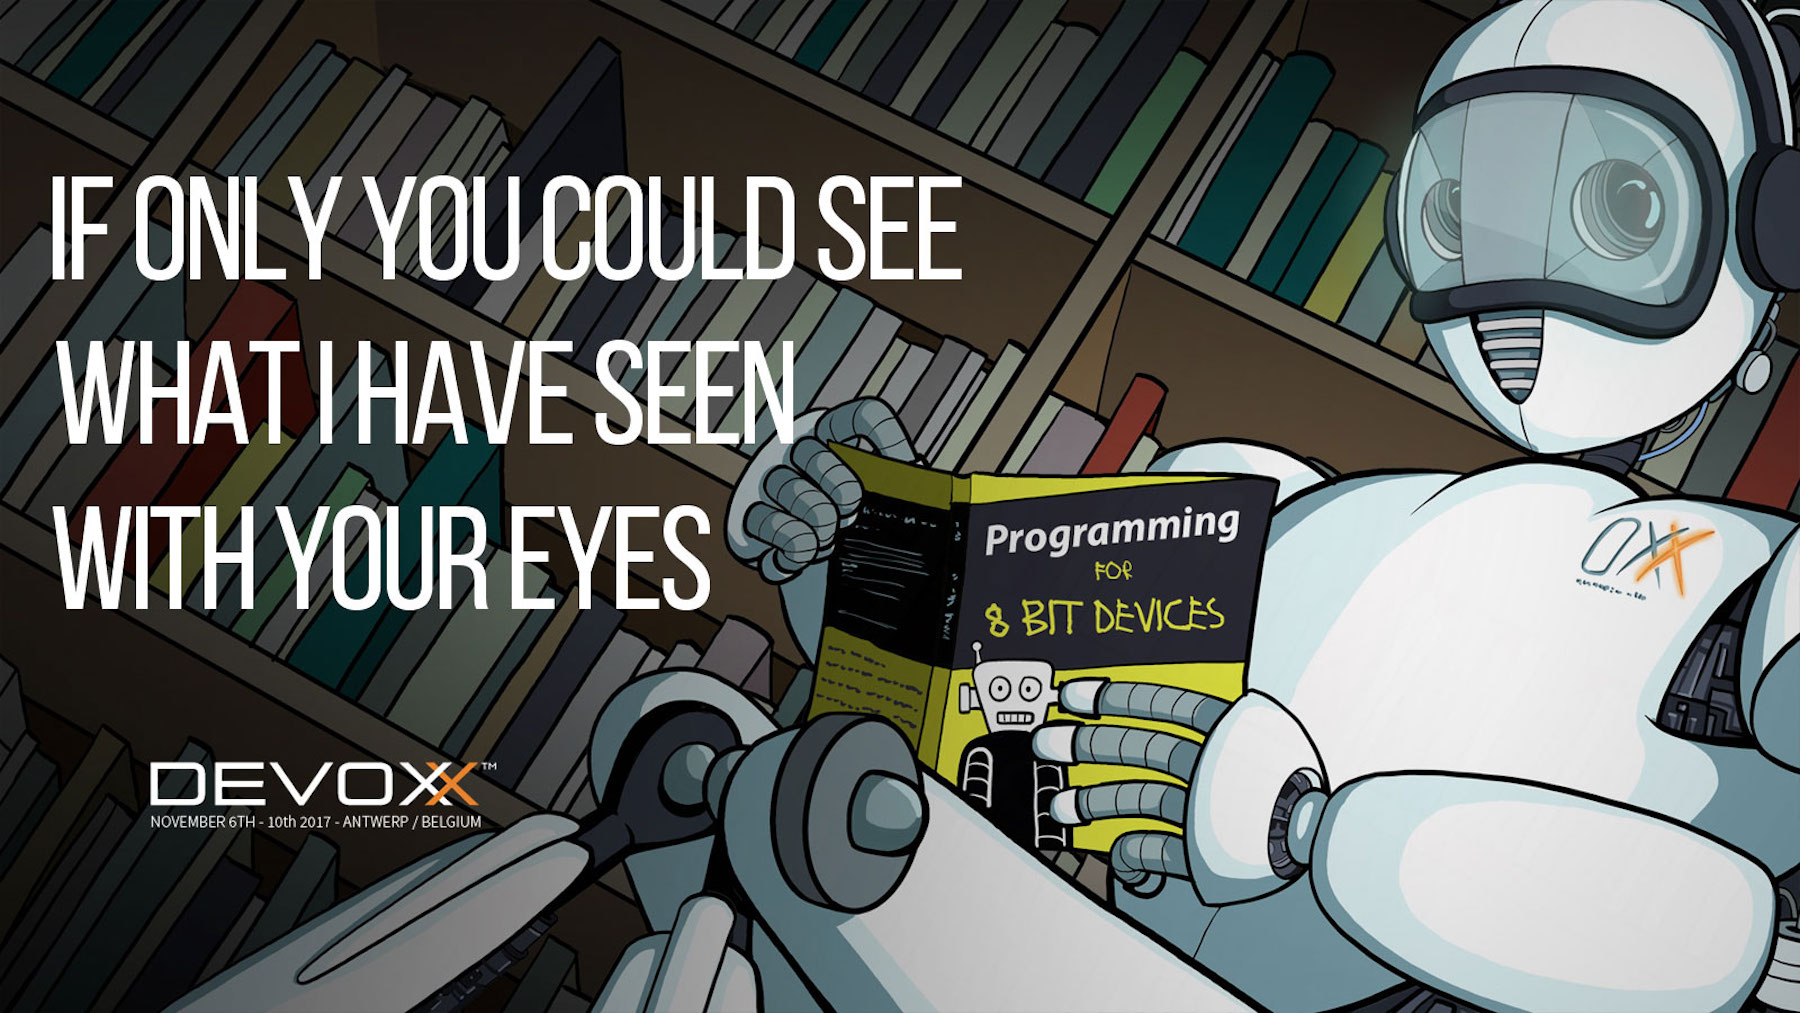 IF ONLY YOU COULD SEE
WHAT I HAVE SEEN
WITH YOUR EYES
Programming
FOR
8 BIT DEVICES
OXX
DEVOXX™
NOVEMBER 6TH - 10th 2017 - ANTWERP / BELGIUM